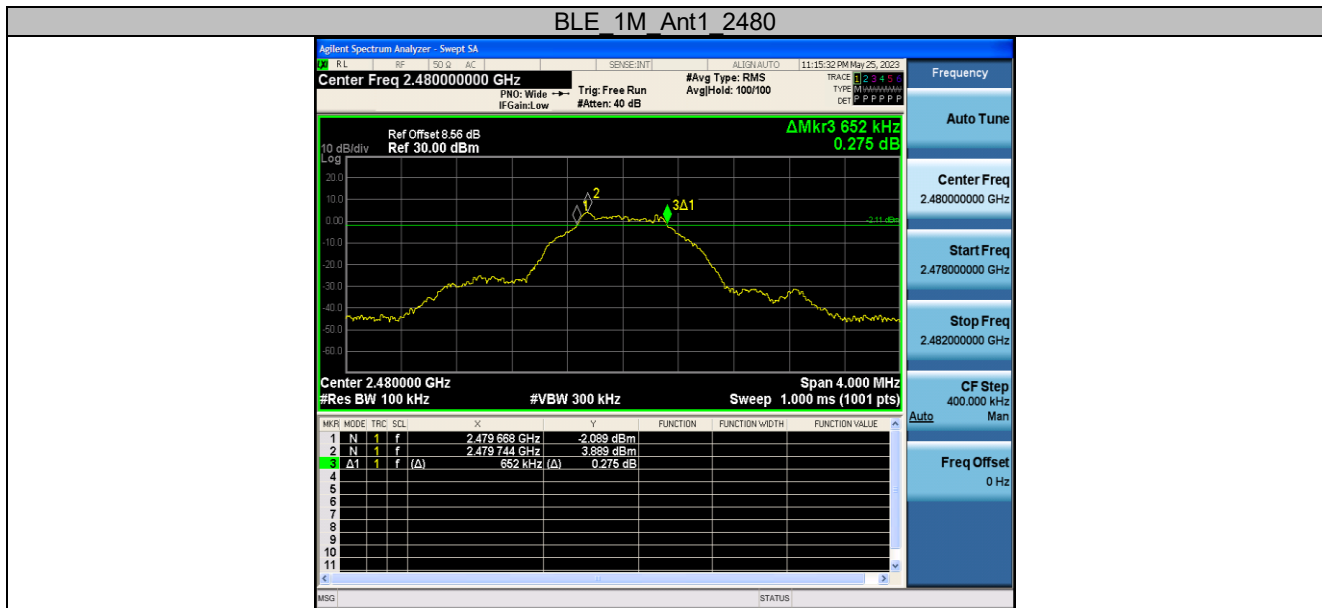 BLE_1M_Ant1_2480
Agilent Spectrum Analyzer - Swept SA
RL RF 50 Ω AC SENSE:INT ALIGN AUTO 11:15:32 PM May 25, 2023
Center Freq 2.480000000 GHz
PNO: Wide
IFGain:Low
Trig: Free Run
#Atten: 40 dB
#Avg Type: RMS
Avg|Hold: 100/100
TRACE 1 2 3 4 5 6
TYPE M W W W W W
DET P P P P P P
Frequency
Auto Tune
Center Freq
2.480000000 GHz
Start Freq
2.478000000 GHz
Stop Freq
2.482000000 GHz
CF Step
400.000 kHz
Auto Man
Freq Offset
0 Hz
ΔMkr3 652 kHz
0.275 dB
Ref Offset 8.56 dB
10 dB/div Ref 30.00 dBm
Log
20.0
10.0
0.00
-10.0
-20.0
-30.0
-40.0
-50.0
-60.0
1
2
3Δ1
-2.11 dBm
Center 2.480000 GHz Span 4.000 MHz
#Res BW 100 kHz #VBW 300 kHz Sweep 1.000 ms (1001 pts)
MKR MODE TRC SCL X Y FUNCTION FUNCTION WIDTH FUNCTION VALUE
1 N 1 f 2.479 668 GHz -2.089 dBm
2 N 1 f 2.479 744 GHz 3.889 dBm
3 Δ1 1 f (Δ) 652 kHz (Δ) 0.275 dB
4
5
6
7
8
9
10
11
MSG STATUS